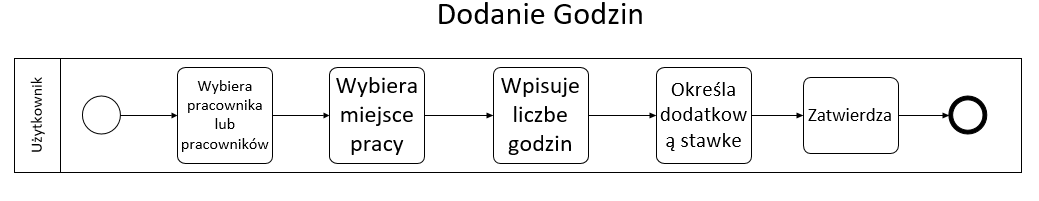 Dodanie Godzin
Użytkownik
Wybiera
pracownika
lub
pracowników
Wybiera
miejsce
pracy
Wpisuje
liczbe
godzin
Określa
dodatkow
ą stawke
Zatwierdza